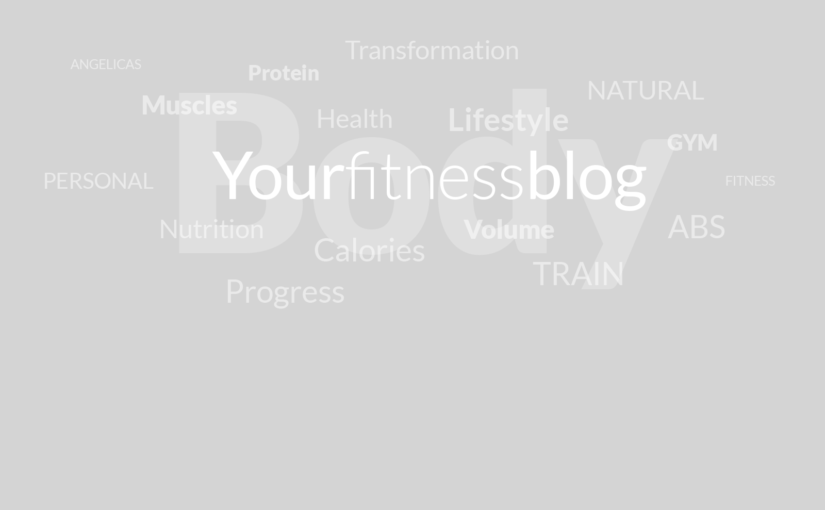 Transformation
ANGELICAS
Protein
NATURAL
Muscles
Health
Lifestyle
GYM
Body
Yourfitnessblog
PERSONAL
FITNESS
Nutrition
Volume
ABS
Calories
TRAIN
Progress